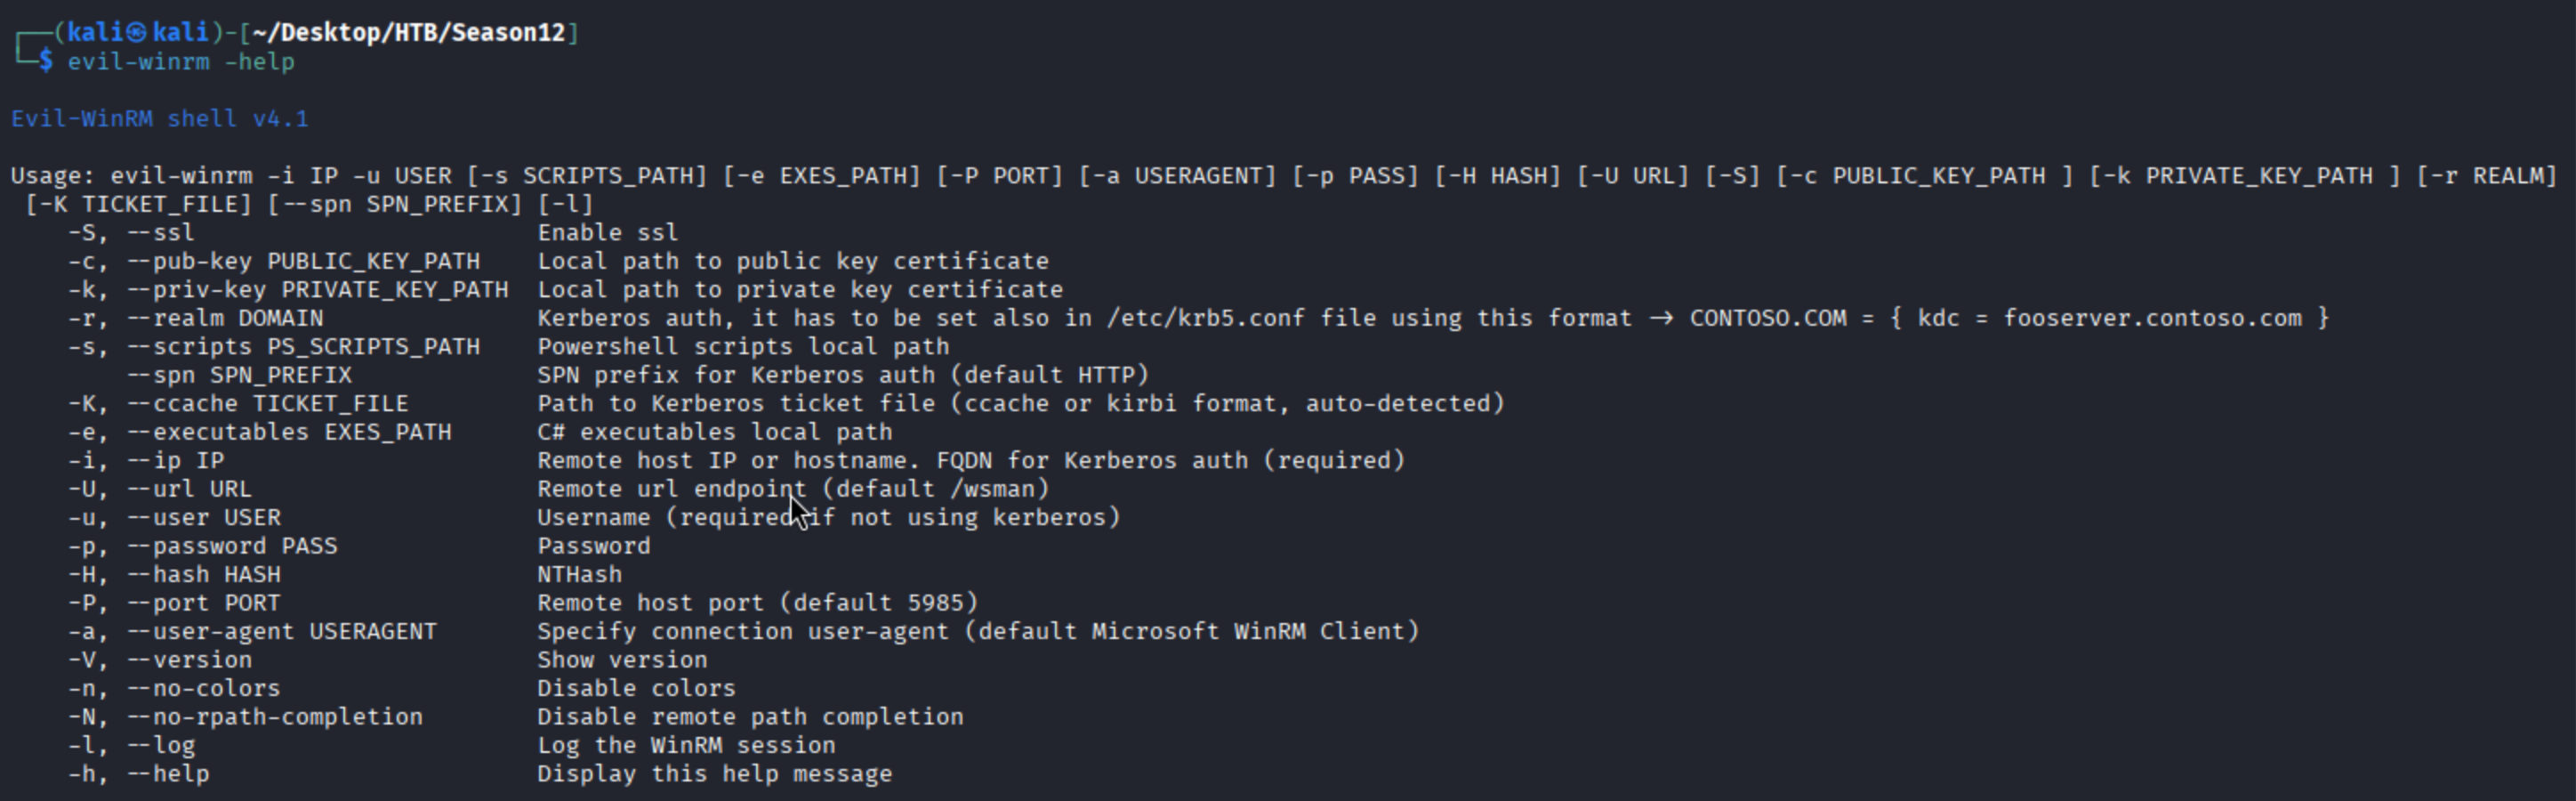 ┌──(kali㉿kali)-[~/Desktop/HTB/Season12]
└─$ evil-winrm -help
Evil-WinRM shell v4.1
Usage: evil-winrm -i IP -u USER [-s SCRIPTS_PATH] [-e EXES_PATH] [-P PORT] [-a USERAGENT] [-p PASS] [-H HASH] [-U URL] [-S] [-c PUBLIC_KEY_PATH ] [-k PRIVATE_KEY_PATH ] [-r REALM]
[-K TICKET_FILE] [--spn SPN_PREFIX] [-l]
-S, --ssl Enable ssl
-c, --pub-key PUBLIC_KEY_PATH Local path to public key certificate
-k, --priv-key PRIVATE_KEY_PATH Local path to private key certificate
-r, --realm DOMAIN Kerberos auth, it has to be set also in /etc/krb5.conf file using this format → CONTOSO.COM = { kdc = fooserver.contoso.com }
-s, --scripts PS_SCRIPTS_PATH Powershell scripts local path
--spn SPN_PREFIX SPN prefix for Kerberos auth (default HTTP)
-K, --ccache TICKET_FILE Path to Kerberos ticket file (ccache or kirbi format, auto-detected)
-e, --executables EXES_PATH C# executables local path
-i, --ip IP Remote host IP or hostname. FQDN for Kerberos auth (required)
-U, --url URL Remote url endpoint (default /wsman)
-u, --user USER Username (required if not using kerberos)
-p, --password PASS Password
-H, --hash HASH NTHash
-P, --port PORT Remote host port (default 5985)
-a, --user-agent USERAGENT Specify connection user-agent (default Microsoft WinRM Client)
-V, --version Show version
-n, --no-colors Disable colors
-N, --no-rpath-completion Disable remote path completion
-l, --log Log the WinRM session
-h, --help Display this help message